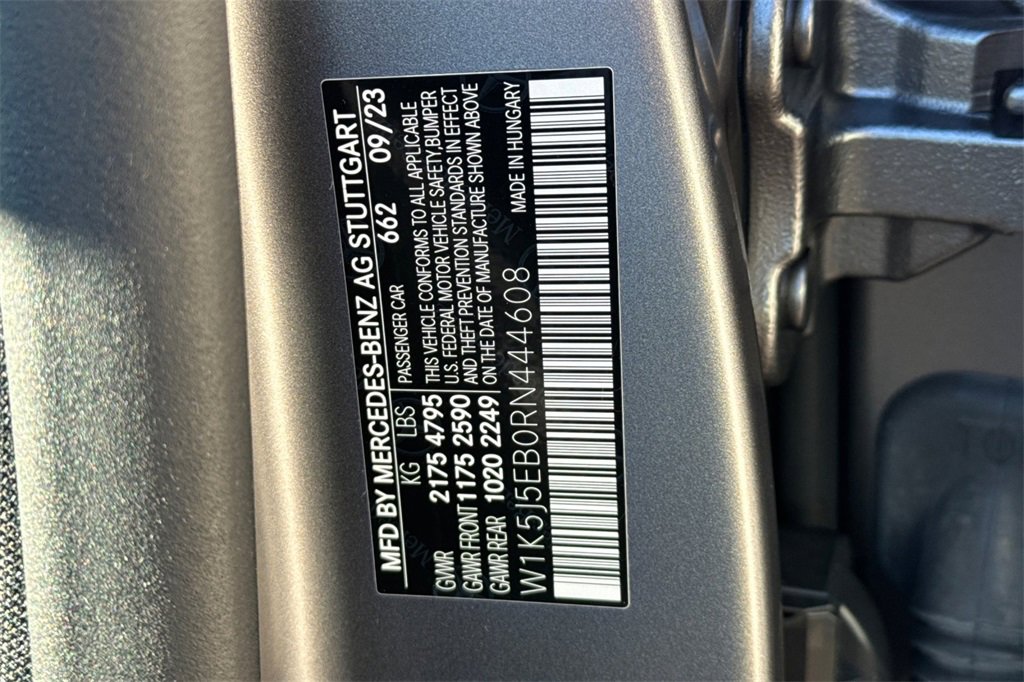 MFD BY MERCEDES-BENZ AG STUTTGART
KG LBS PASSENGER CAR 662 09/23
GVWR 2175 4795 THIS VEHICLE CONFORMS TO ALL APPLICABLE
GAWR FRONT 1175 2590 U.S. FEDERAL MOTOR VEHICLE SAFETY,BUMPER
GAWR REAR 1020 2249 AND THEFT PREVENTION STANDARDS IN EFFECT
ON THE DATE OF MANUFACTURE SHOWN ABOVE
W1K5J5EB0RN444608 MADE IN HUNGARY